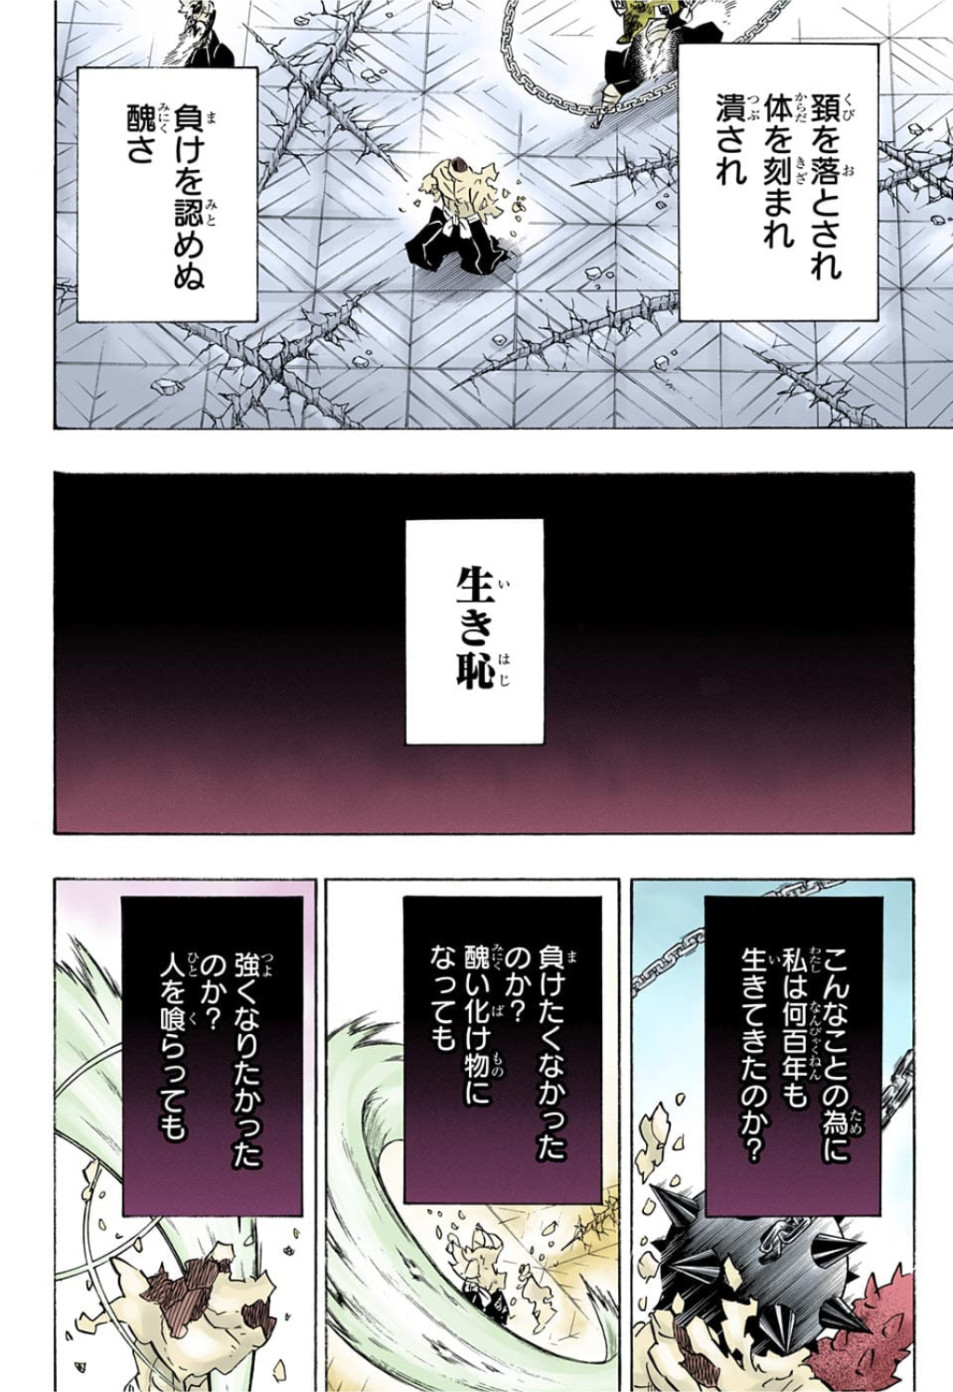 頚を落とされ
体を刻まれ
潰され
負けを認めぬ
醜さ
生き恥
こんなことの為に
私は何百年も
生きてきたのか？
負けたくなかった
のか？
醜い化け物に
なっても
強くなりたかった
のか？
人を喰らっても